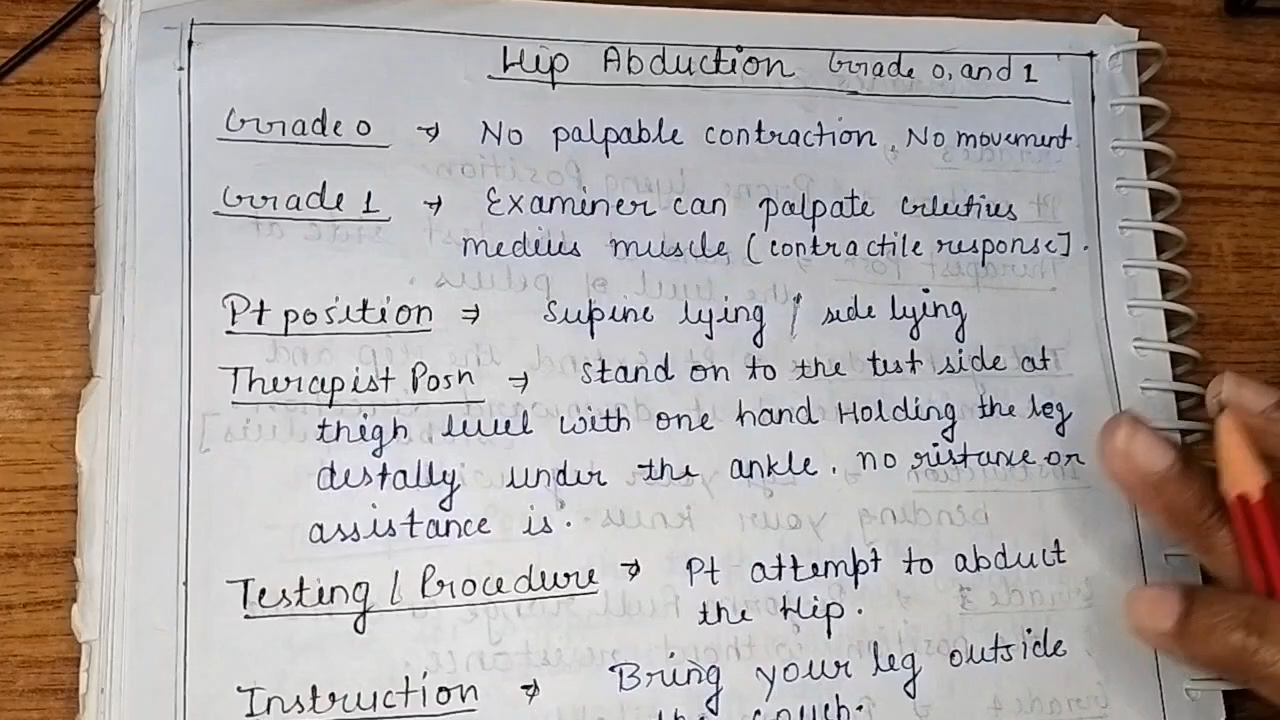 Hip Abduction Grade 0, and 1
Grade 0 → No palpable contraction, No movement
Grade 1 → Examiner can palpate Gluteus
medius muscle (contractile response].
Pt position ⇒ Supine lying / side lying
Therapist Posn → Stand on to the test side at
thigh level with one hand Holding the leg
distally under the ankle. no ristance or
assistance is.
Testing / Procedure → Pt attempt to abduct
the Hip.
Instruction → Bring your leg outside
the couch.